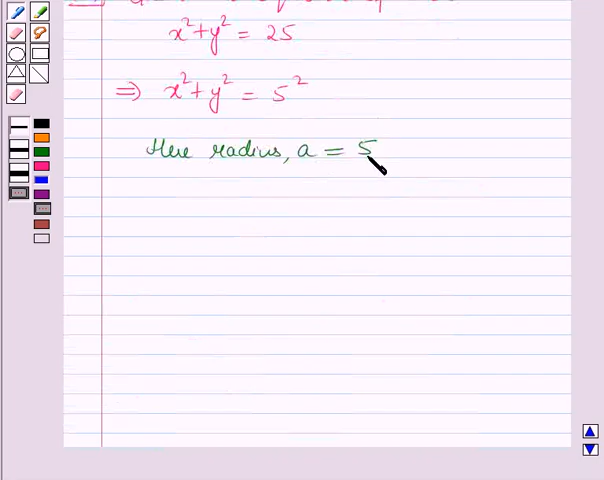 x² + y² = 25
⇒ x² + y² = 5²
Here radius, a = 5